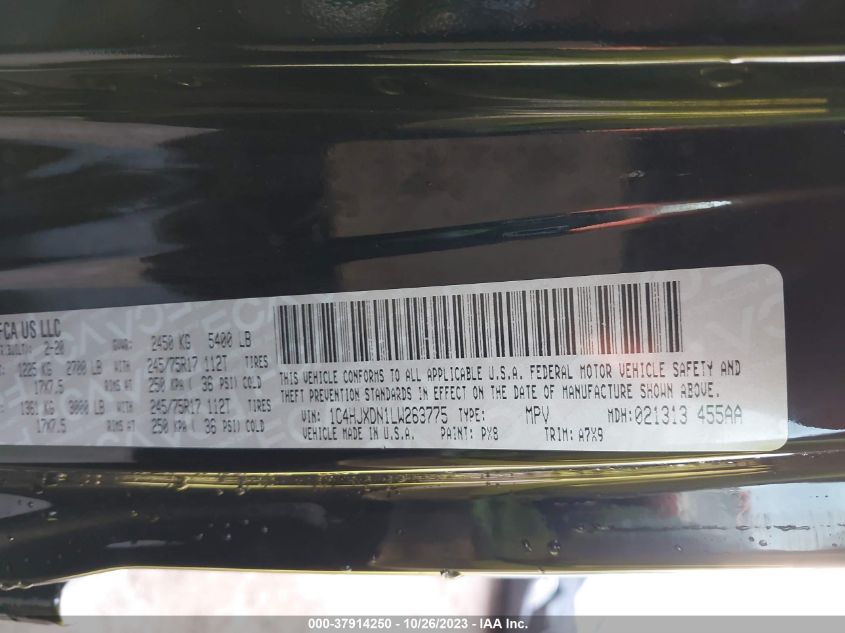 FCA US LLC
2-20 GVWR: 2450 KG 5400 LB
1225 KG 2700 LB WITH 245/75R17 112T TIRES
17X7.5 RIMS AT 250 KPA ( 36 PSI) COLD
1361 KG 3000 LB WITH 245/75R17 112T TIRES
17X7.5 RIMS AT 250 KPA ( 36 PSI) COLD
THIS VEHICLE CONFORMS TO ALL APPLICABLE U.S.A. FEDERAL MOTOR VEHICLE SAFETY AND
THEFT PREVENTION STANDARDS IN EFFECT ON THE DATE OF MANUFACTURE SHOWN ABOVE.
VIN: 1C4HJXDN1LW263775 TYPE: MPV MDH: 021313 455AA
VEHICLE MADE IN U.S.A. PAINT: PX8 TRIM: A7X9
000-37914250 - 10/26/2023 - IAA Inc.